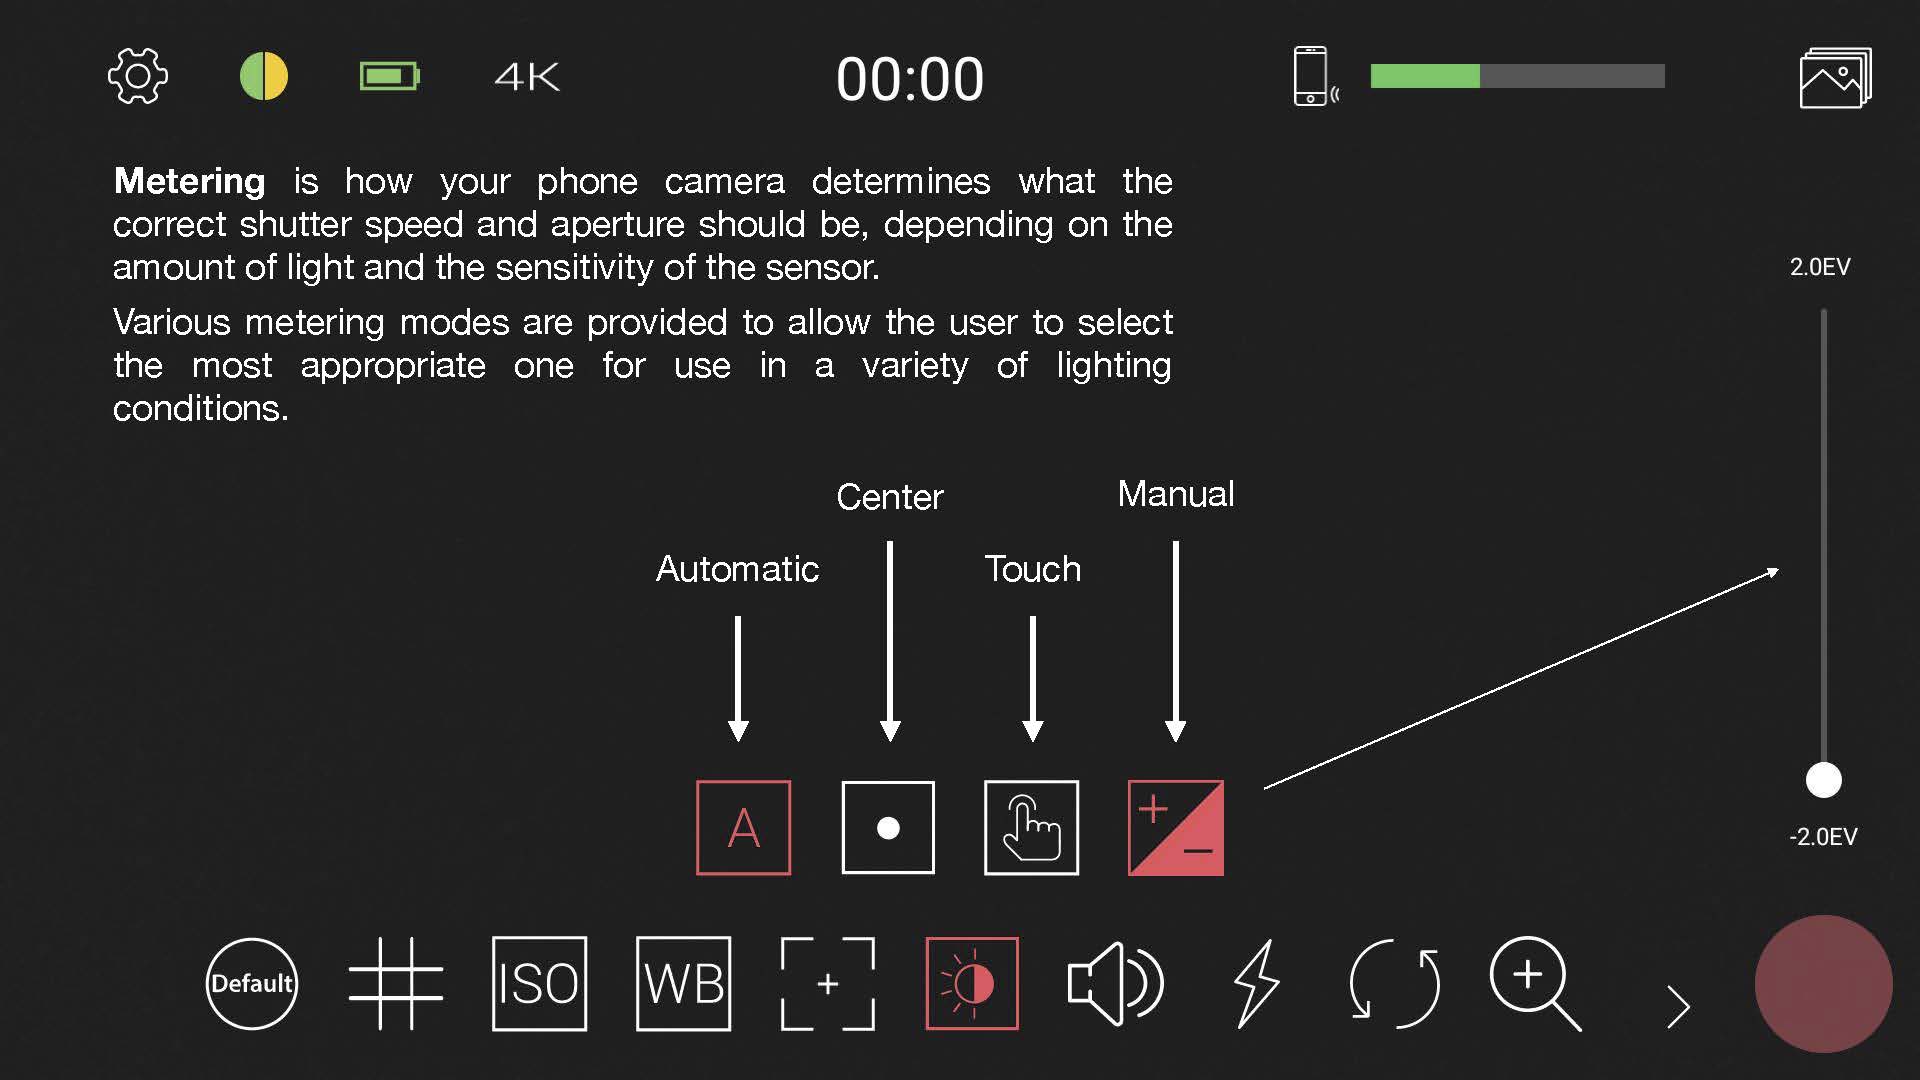 4K
00:00
Metering is how your phone camera determines what the
correct shutter speed and aperture should be, depending on the
amount of light and the sensitivity of the sensor.
Various metering modes are provided to allow the user to select
the most appropriate one for use in a variety of lighting
conditions.
2.0EV
Center
Manual
Automatic
Touch
A
-2.0EV
Default
ISO
WB